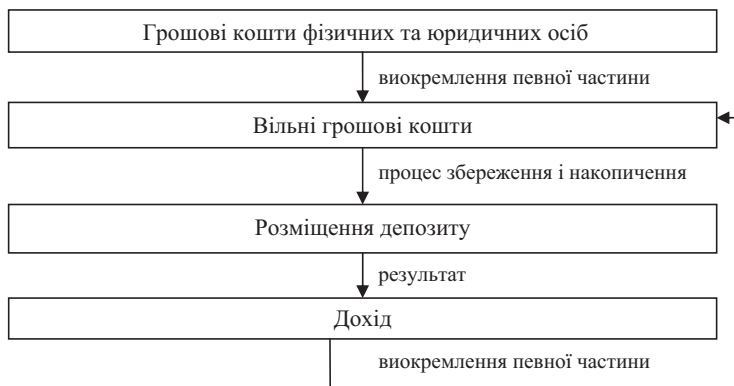 Грошові кошти фізичних та юридичних осіб
виокремлення певної частини
Вільні грошові кошти
процес збереження і накопичення
Розміщення депозиту
результат
Дохід
виокремлення певної частини